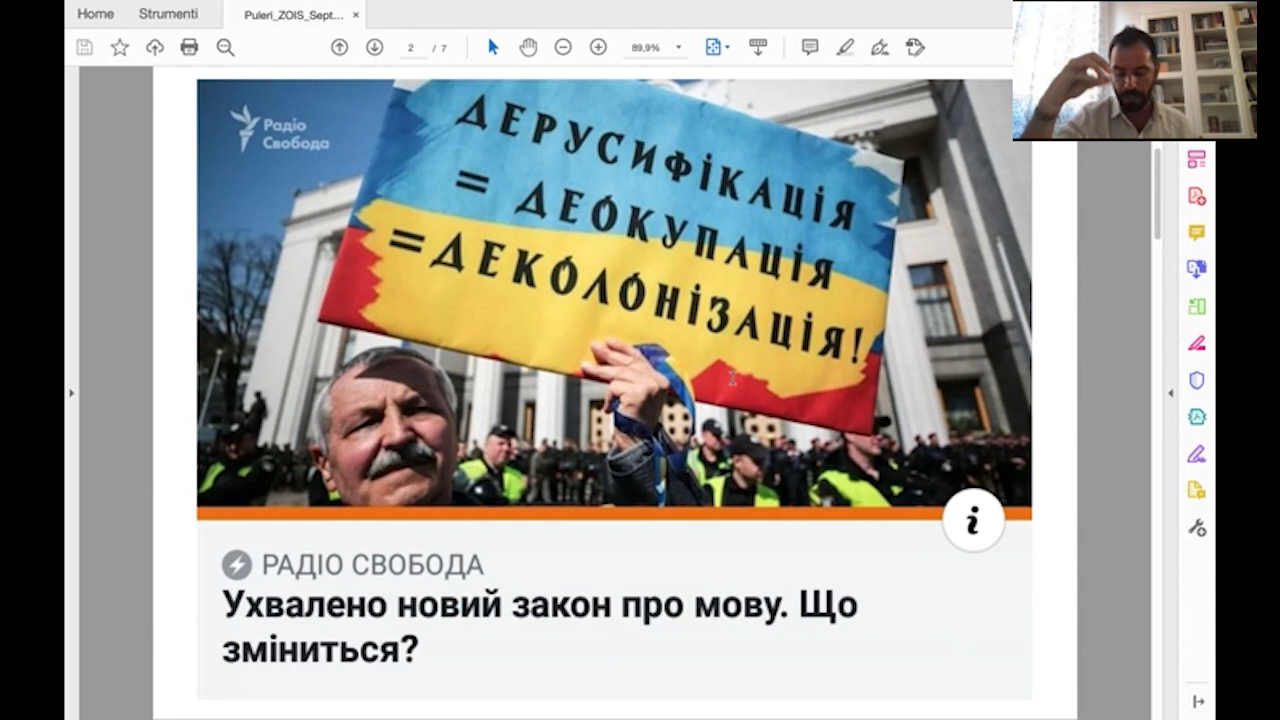 Home
Strumenti
Puleri_ZOIS_Sept...
2 / 7
89,9%
Радіо
Свобода
ДЕРУСИФІКАЦІЯ
= ДЕОКУПАЦІЯ
=ДЕКОЛОНІЗАЦІЯ!
i
РАДІО СВОБОДА
Ухвалено новий закон про мову. Що
зміниться?